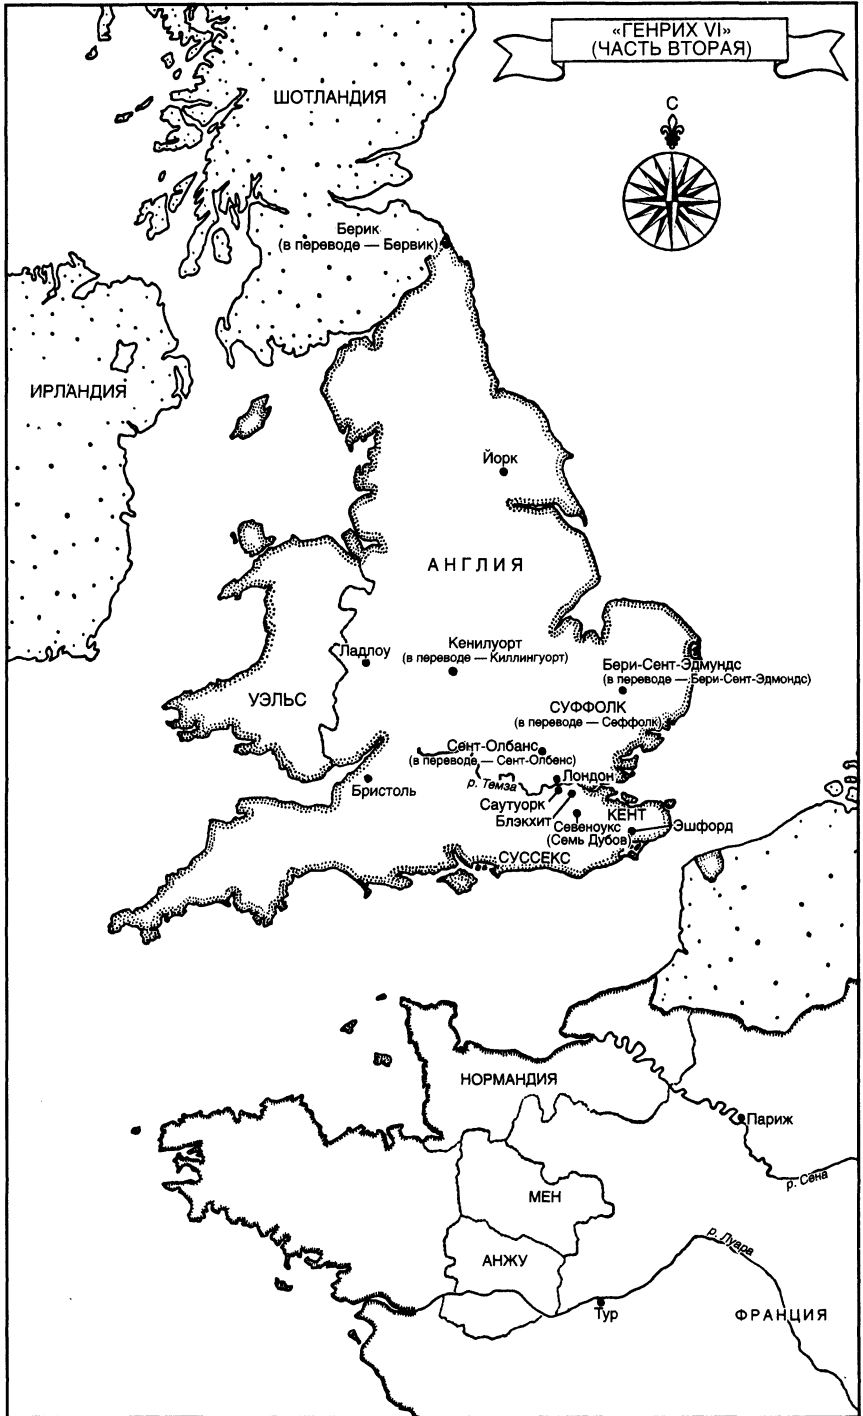 «ГЕНРИХ VI»
(ЧАСТЬ ВТОРАЯ)
С
ШОТЛАНДИЯ
Берик
(в переводе — Бервик)
ИРЛАНДИЯ
Йорк
АНГЛИЯ
Ладлоу
Кенилуорт
(в переводе — Киллингуорт)
Бери-Сент-Эдмундс
(в переводе — Бери-Сент-Эдмондс)
УЭЛЬС
СУФФОЛК
(в переводе — Сеффолк)
Сент-Олбанс
(в переводе — Сент-Олбенс)
Лондон
р. Темза
Бристоль
Саутуорк
Блэкхит
КЕНТ
Севеноукс
(Семь Дубов)
Эшфорд
СУССЕКС
НОРМАНДИЯ
Париж
р. Сена
МЕН
р. Луара
АНЖУ
Тур
ФРАНЦИЯ